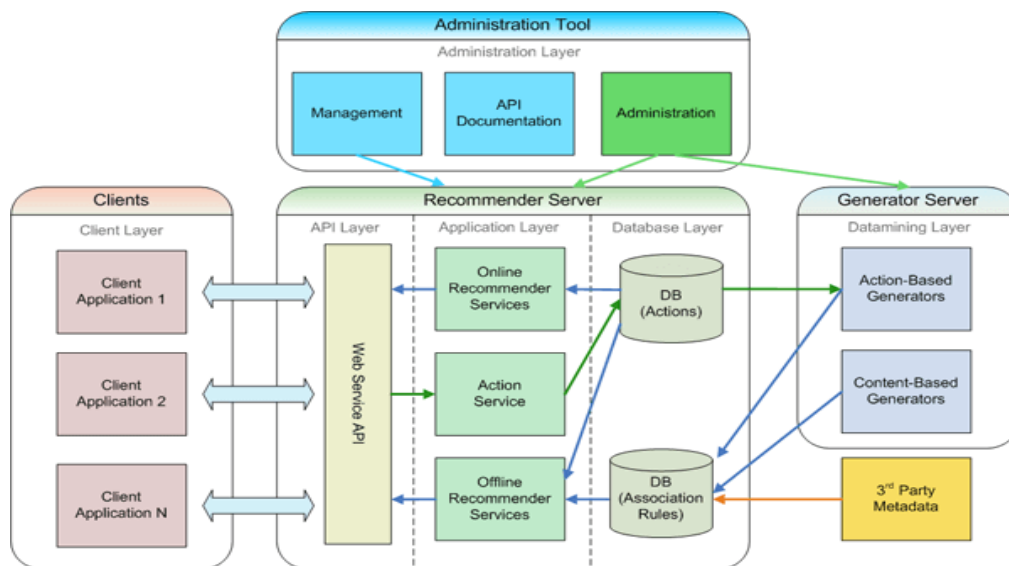 Administration Tool
Administration Layer
Management
API
Documentation
Administration
Clients
Client Layer
Client
Application 1
Client
Application 2
Client
Application N
Recommender Server
API Layer
Application Layer
Database Layer
Web Service API
Online
Recommender
Services
Action
Service
Offline
Recommender
Services
DB
(Actions)
DB
(Association
Rules)
Generator Server
Datamining Layer
Action-Based
Generators
Content-Based
Generators
3rd Party
Metadata